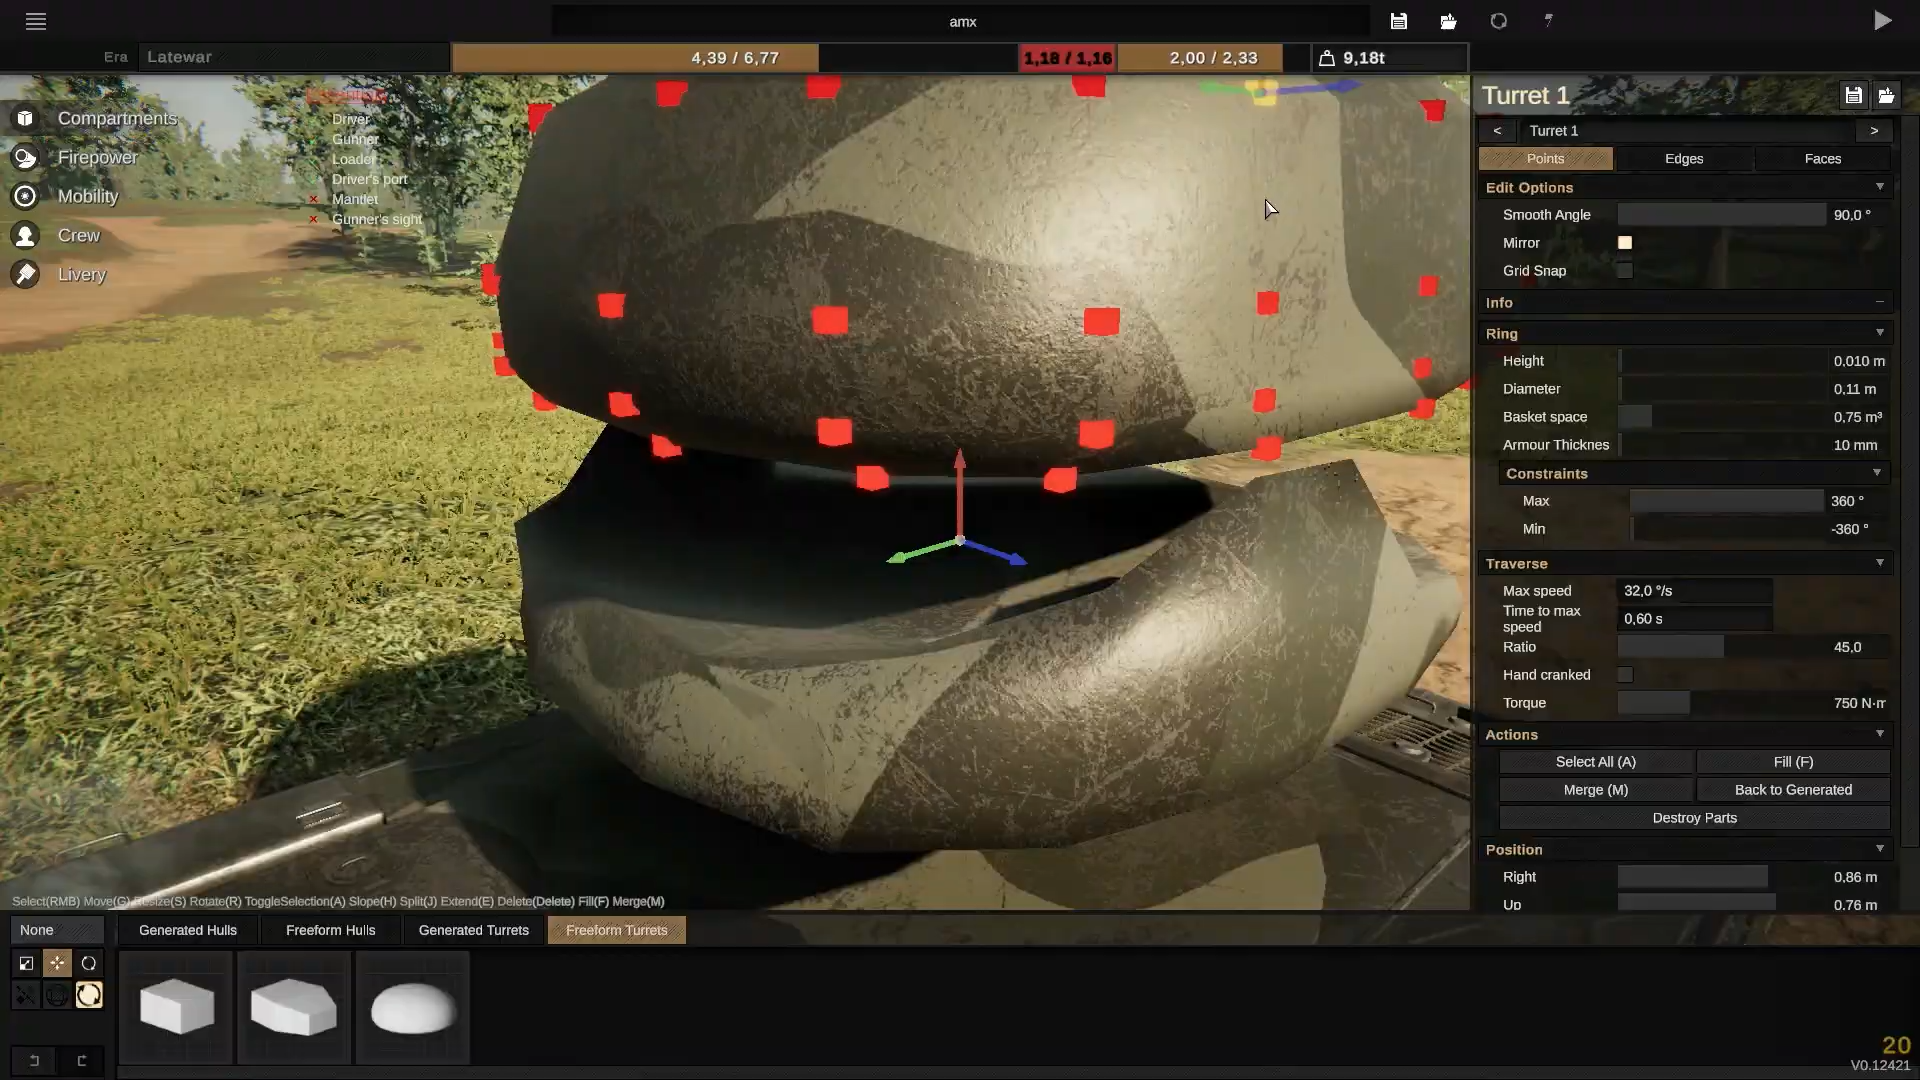 amx
Era
Latewar
4,39 / 6,77
1,18 / 1,16
2,00 / 2,33
9,18t
Compartments
Firepower
Mobility
Crew
Livery
Driver
Gunner
Loader
Driver's port
Mantlet
Gunner's sight
Turret 1
<
Turret 1
>
Points
Edges
Faces
Edit Options
Smooth Angle
90,0 °
Mirror
Grid Snap
Info
Ring
Height
0,010 m
Diameter
0,11 m
Basket space
0,75 m³
Armour Thicknes
10 mm
Constraints
Max
360 °
Min
-360 °
Traverse
Max speed
32,0 °/s
Time to max
speed
0,60 s
Ratio
45,0
Hand cranked
Torque
750 N·m
Actions
Select All (A)
Fill (F)
Merge (M)
Back to Generated
Destroy Parts
Position
Right
0,86 m
Up
0,76 m
Select(RMB) Move(G) Resize(S) Rotate(R) ToggleSelection(A) Slope(H) Split(J) Extend(E) Delete(Delete) Fill(F) Merge(M)
None
Generated Hulls
Freeform Hulls
Generated Turrets
Freeform Turrets
20
V0.12421